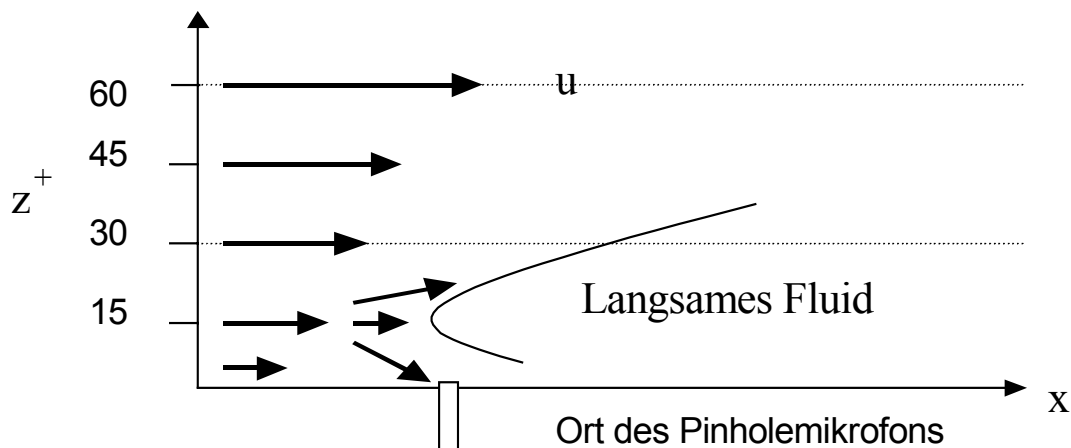 60
u
45
z+
30
Langsames Fluid
15
x
Ort des Pinholemikrofons